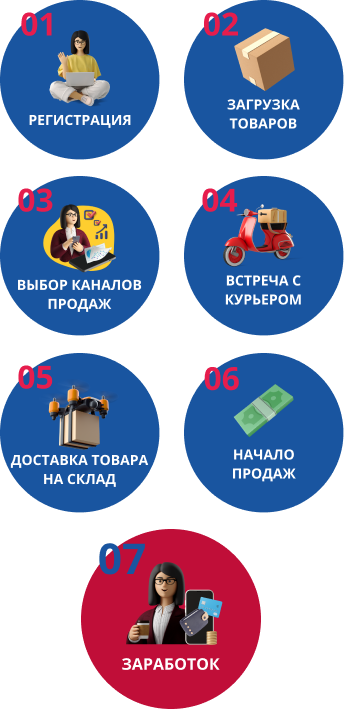 01
РЕГИСТРАЦИЯ
02
ЗАГРУЗКА
ТОВАРОВ
03
ВЫБОР КАНАЛОВ
ПРОДАЖ
04
ВСТРЕЧА С
КУРЬЕРОМ
05
ДОСТАВКА ТОВАРА
НА СКЛАД
06
НАЧАЛО
ПРОДАЖ
07
ЗАРАБОТОК